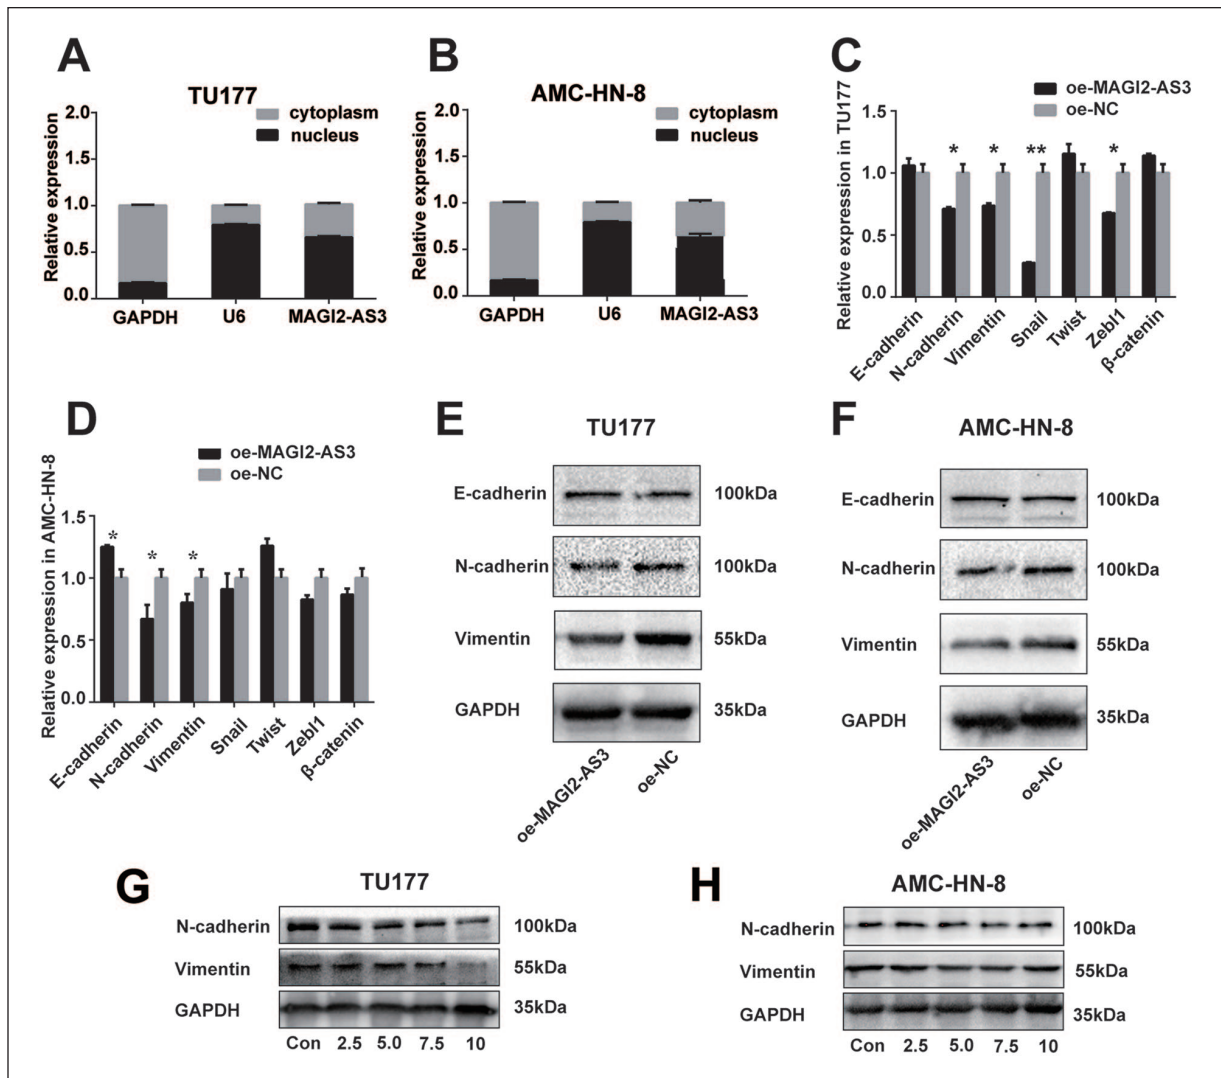 A
TU177
cytoplasm
nucleus
Relative expression
2.0
1.5
1.0
0.5
0.0
GAPDH U6 MAGI2-AS3
B
AMC-HN-8
cytoplasm
nucleus
Relative expression
2.0
1.5
1.0
0.5
0.0
GAPDH U6 MAGI2-AS3
C
oe-MAGI2-AS3
oe-NC
Relative expression in TU177
1.5
1.0
0.5
0.0
* * ** *
E-cadherin
N-cadherin
Vimentin
Snail
Twist
Zebl1
β-catenin
D
oe-MAGI2-AS3
oe-NC
Relative expression in AMC-HN-8
1.5
1.0
0.5
0.0
* * *
E-cadherin
N-cadherin
Vimentin
Snail
Twist
Zebl1
β-catenin
E
TU177
E-cadherin 100kDa
N-cadherin 100kDa
Vimentin 55kDa
GAPDH 35kDa
oe-MAGI2-AS3
oe-NC
F
AMC-HN-8
E-cadherin 100kDa
N-cadherin 100kDa
Vimentin 55kDa
GAPDH 35kDa
oe-MAGI2-AS3
oe-NC
G
TU177
N-cadherin 100kDa
Vimentin 55kDa
GAPDH 35kDa
Con 2.5 5.0 7.5 10
H
AMC-HN-8
N-cadherin 100kDa
Vimentin 55kDa
GAPDH 35kDa
Con 2.5 5.0 7.5 10